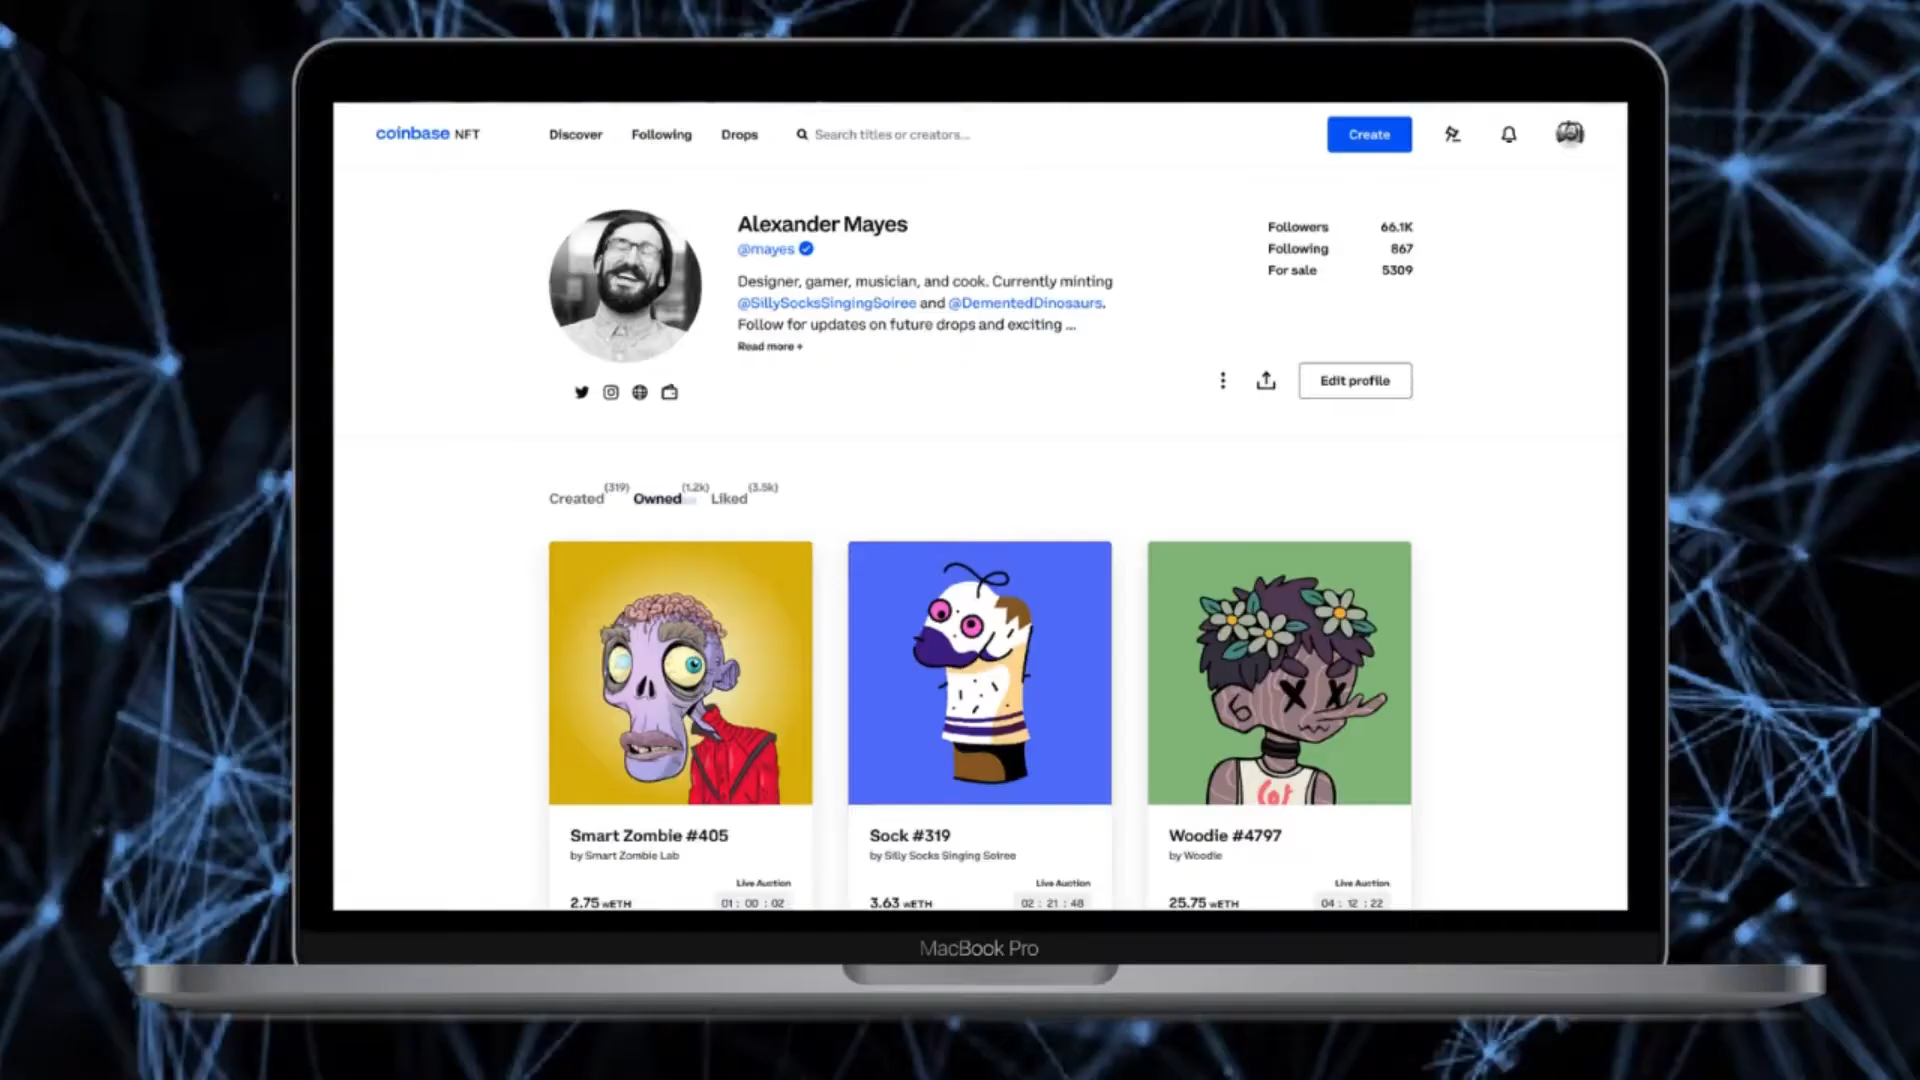 coinbase NFT
Discover
Following
Drops
Search titles or creators...
Create
Alexander Mayes
@mayes
Designer, gamer, musician, and cook. Currently minting
@SillySocksSingingSoiree and @DementedDinosaurs.
Follow for updates on future drops and exciting ...
Read more +
Followers 66.1K
Following 867
For sale 5309
Edit profile
Created (319) Owned (1.2k) Liked (3.5k)
Smart Zombie #405
by Smart Zombie Lab
Live Auction
2.75 wETH 01 : 00 : 02
Sock #319
by Silly Socks Singing Soiree
Live Auction
3.63 wETH 02 : 21 : 48
Woodie #4797
by Woodie
Live Auction
25.75 wETH 04 : 12 : 22
MacBook Pro